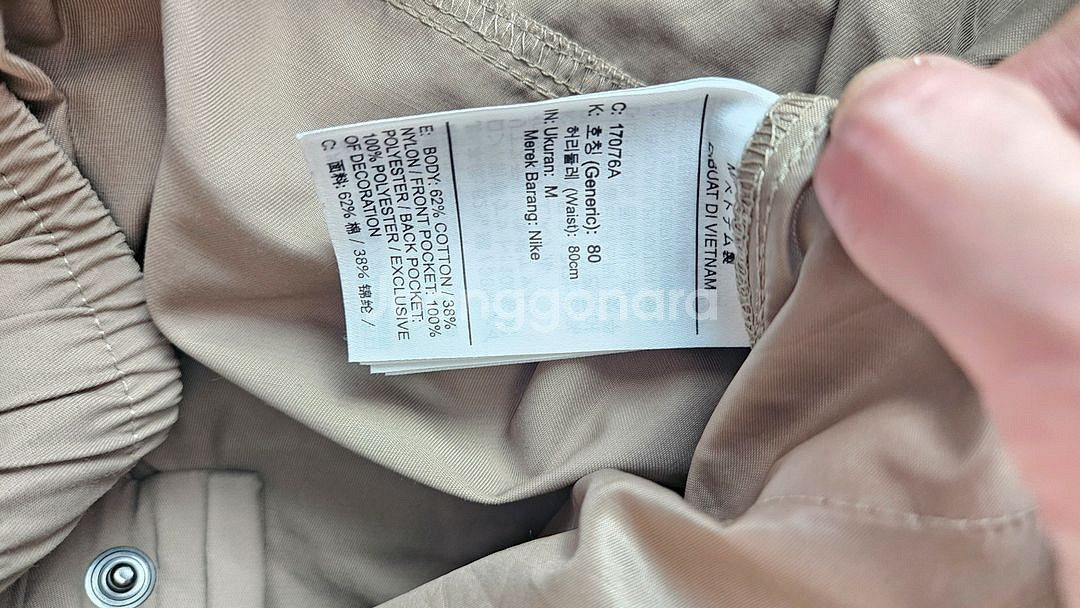 DIBUAT DI VIETNAM
C: 170/76A
K: 호칭 (Generic): 80
허리둘레 (Waist): 80cm
IN: Ukuran: M
Merek Barang: Nike
E: BODY: 62% COTTON / 38%
NYLON / FRONT POCKET: 100%
POLYESTER / BACK POCKET:
100% POLYESTER / EXCLUSIVE
OF DECORATION
C: 面料: 62% 棉 / 38% 锦纶 /